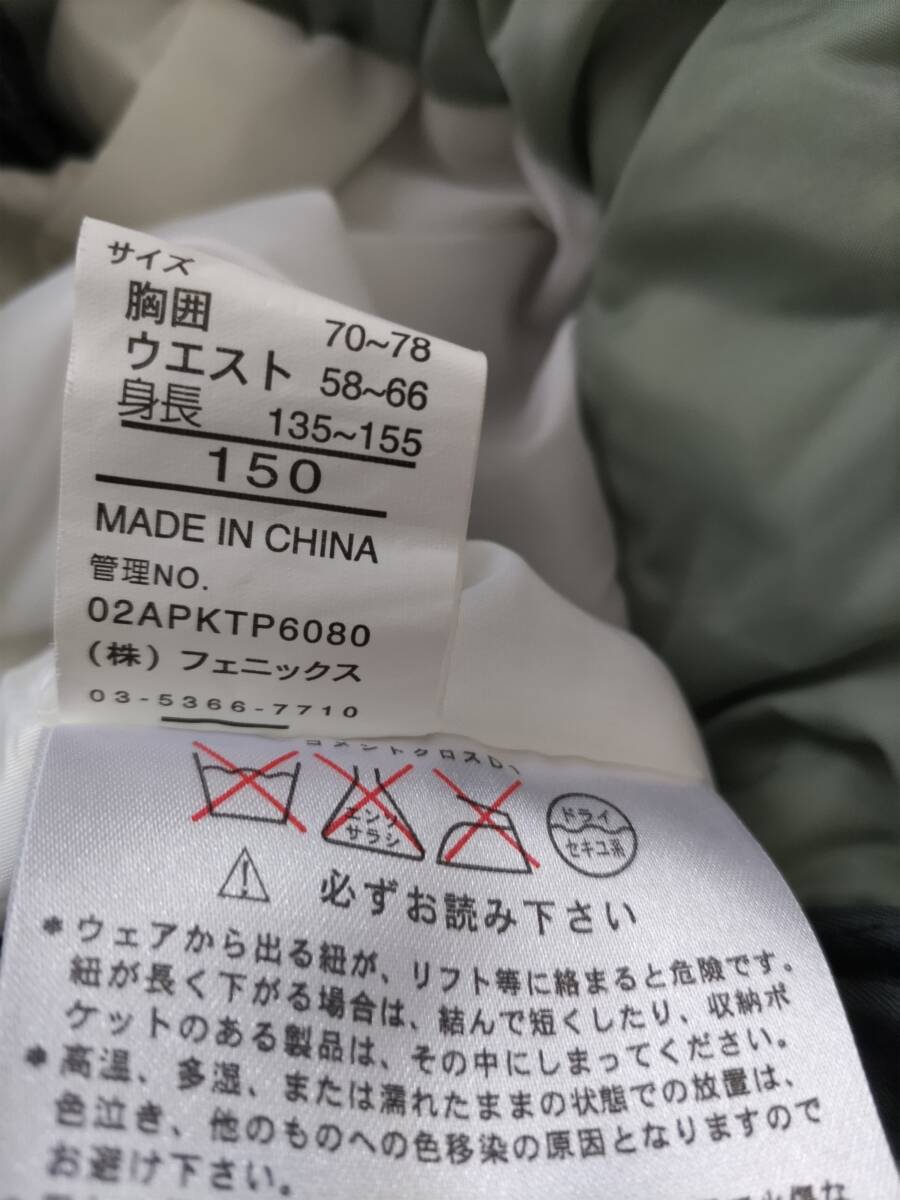 サイズ
胸囲 70~78
ウエスト 58~66
身長 135~155
150
MADE IN CHINA
管理NO.
02APKTP6080
(株)フェニックス
03-5366-7710
エンソ
サラシ
ドライ
セキユ系
必ずお読み下さい
* ウェアから出る紐が、リフト等に絡まると危険です。
紐が長く下がる場合は、結んで短くしたり、収納ポ
ケットのある製品は、その中にしまってください。
* 高温、多湿、または濡れたままの状態での放置は、
色泣き、他のものへの色移染の原因となりますので
お避け下さい。